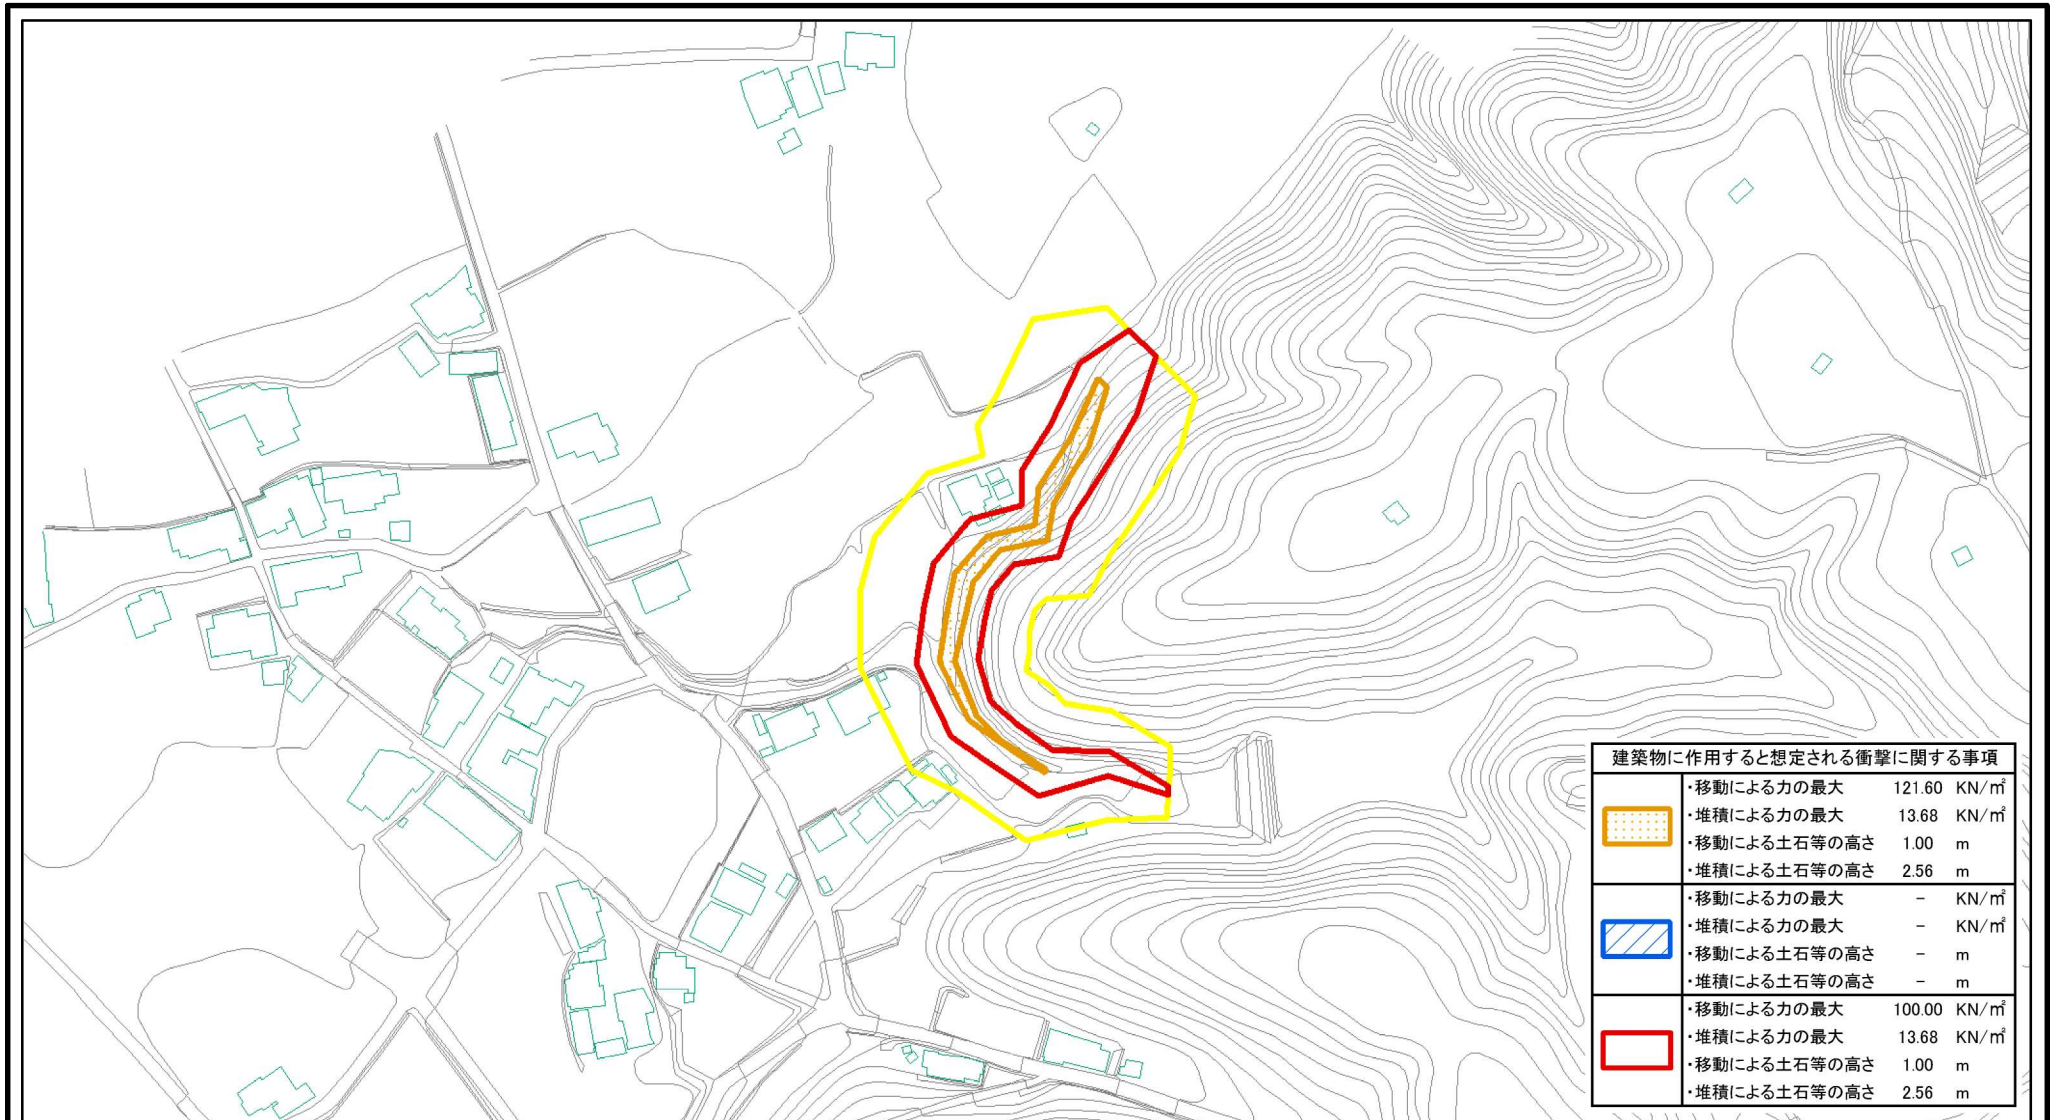 建築物に作用すると想定される衝撃に関する事項
・移動による力の最大 121.60 KN/㎡
・堆積による力の最大 13.68 KN/㎡
・移動による土石等の高さ 1.00 m
・堆積による土石等の高さ 2.56 m
・移動による力の最大 - KN/㎡
・堆積による力の最大 - KN/㎡
・移動による土石等の高さ - m
・堆積による土石等の高さ - m
・移動による力の最大 100.00 KN/㎡
・堆積による力の最大 13.68 KN/㎡
・移動による土石等の高さ 1.00 m
・堆積による土石等の高さ 2.56 m